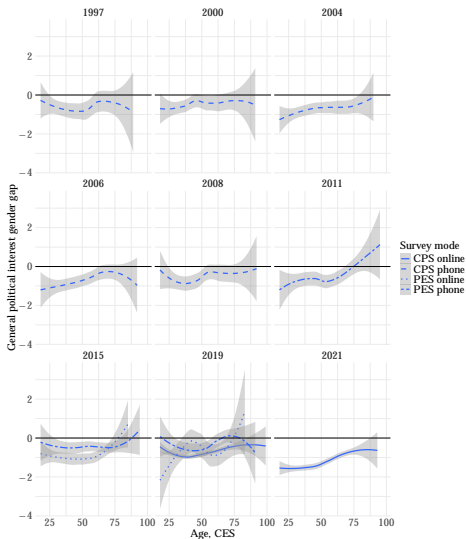 1997 2000 2004
2
0
−2
−4
2006 2008 2011
2
0
−2
−4
2015 2019 2021
2
0
−2
−4
25 50 75 100 25 50 75 100 25 50 75 100
Age, CES
General political interest gender gap
Survey mode
CPS online
CPS phone
PES online
PES phone